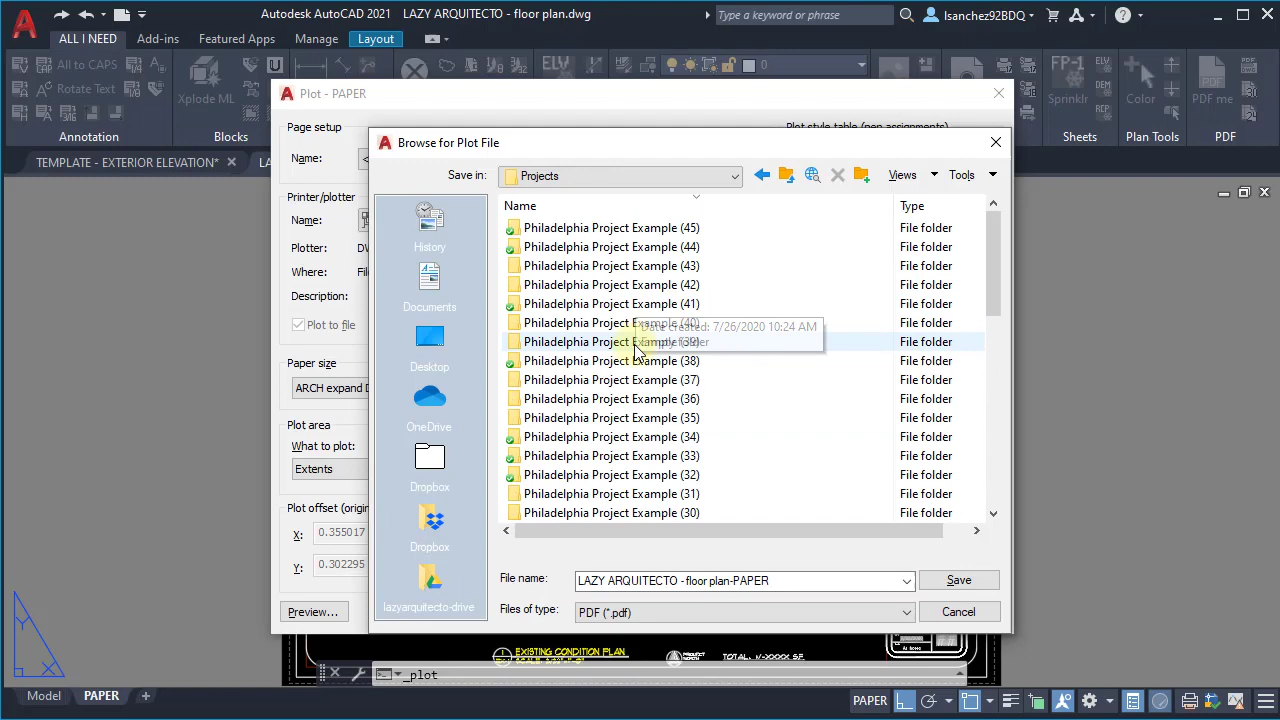 Autodesk AutoCAD 2021 LAZY ARQUITECTO - floor plan.dwg
Type a keyword or phrase
lsanchez92BDQ
ALL I NEED Add-ins Featured Apps Manage Layout
All to CAPS
Rotate Text
Xplode ML
ELV
0
FP-1
Sprinklr
ELV
DEP.
Color
PDF me
PDF
Annotation
Blocks
Sheets
Plan Tools
PDF
TEMPLATE - EXTERIOR ELEVATION*
Plot - PAPER
Page setup
Plot style table (pen assignments)
Name:
Printer/plotter
Name:
Plotter:
Where:
Description:
Plot to file
Paper size
ARCH expand D
Plot area
What to plot:
Extents
X: 0.355017
Y: 0.302295
Preview...
Browse for Plot File
Save in: Projects
Views Tools
Name Type
Philadelphia Project Example (45) File folder
Philadelphia Project Example (44) File folder
Philadelphia Project Example (43) File folder
Philadelphia Project Example (42) File folder
Philadelphia Project Example (41) File folder
Philadelphia Project Example (40) File folder
Date created: 7/26/2020 10:24 AM
Philadelphia Project Example (39) File folder
Philadelphia Project Example (38) File folder
Philadelphia Project Example (37) File folder
Philadelphia Project Example (36) File folder
Philadelphia Project Example (35) File folder
Philadelphia Project Example (34) File folder
Philadelphia Project Example (33) File folder
Philadelphia Project Example (32) File folder
Philadelphia Project Example (31) File folder
Philadelphia Project Example (30) File folder
History
Documents
Desktop
OneDrive
Dropbox
Dropbox
lazyarquitecto-drive
File name: LAZY ARQUITECTO - floor plan-PAPER
Save
Files of type: PDF (*.pdf)
Cancel
EXISTING CONDITION PLAN
_plot
Y
X
Model PAPER +
PAPER